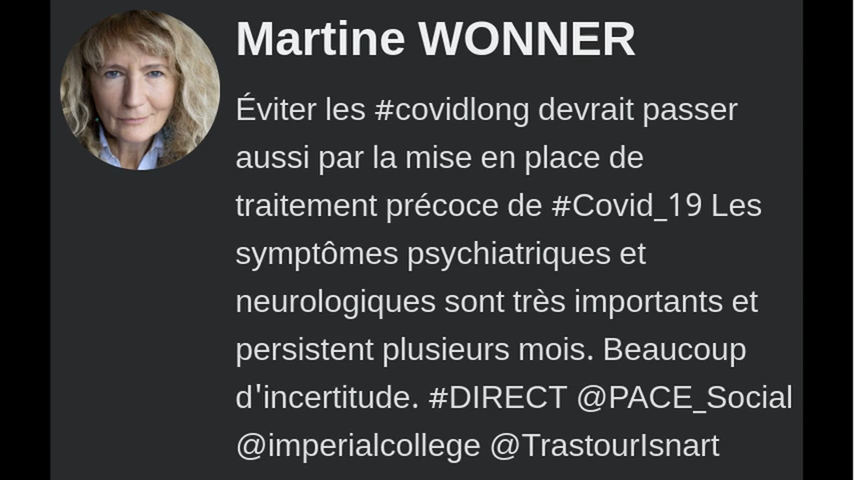 Martine WONNER
Éviter les #covidlong devrait passer
aussi par la mise en place de
traitement précoce de #Covid_19 Les
symptômes psychiatriques et
neurologiques sont très importants et
persistent plusieurs mois. Beaucoup
d'incertitude. #DIRECT @PACE_Social
@imperialcollege @TrastourIsnart